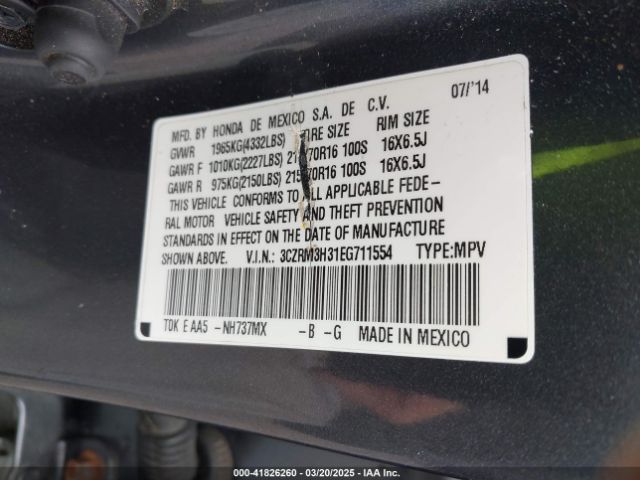 MFD. BY HONDA DE MEXICO S.A. DE C.V. 07/'14
GVWR 1965KG(4332LBS) TIRE SIZE RIM SIZE
GAWR F 1010KG(2227LBS) 215/70R16 100S 16X6.5J
GAWR R 975KG(2150LBS) 215/70R16 100S 16X6.5J
THIS VEHICLE CONFORMS TO ALL APPLICABLE FEDE-
RAL MOTOR VEHICLE SAFETY AND THEFT PREVENTION
STANDARDS IN EFFECT ON THE DATE OF MANUFACTURE
SHOWN ABOVE. V.I.N.: 3CZRM3H31EG711554 TYPE:MPV
TDK E AA5 -NH737MX -B -G MADE IN MEXICO
000-41826260 - 03/20/2025 - IAA Inc.